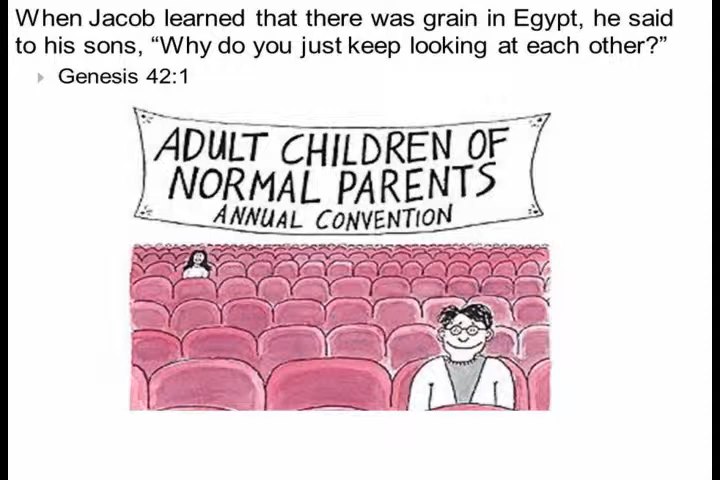 When Jacob learned that there was grain in Egypt, he said
to his sons, “Why do you just keep looking at each other?”
Genesis 42:1
ADULT CHILDREN OF
NORMAL PARENTS
ANNUAL CONVENTION